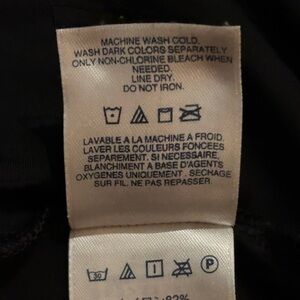 MACHINE WASH COLD.
WASH DARK COLORS SEPARATELY
ONLY NON-CHLORINE BLEACH WHEN
NEEDED.
LINE DRY.
DO NOT IRON.
LAVABLE A LA MACHINE A FROID.
LAVER LES COULEURS FONCEES
SEPAREMENT. SI NECESSAIRE,
BLANCHIMENT A BASE D'AGENTS
OXYGENES UNIQUEMENT. SECHAGE
SUR FIL. NE PAS REPASSER.
30 P